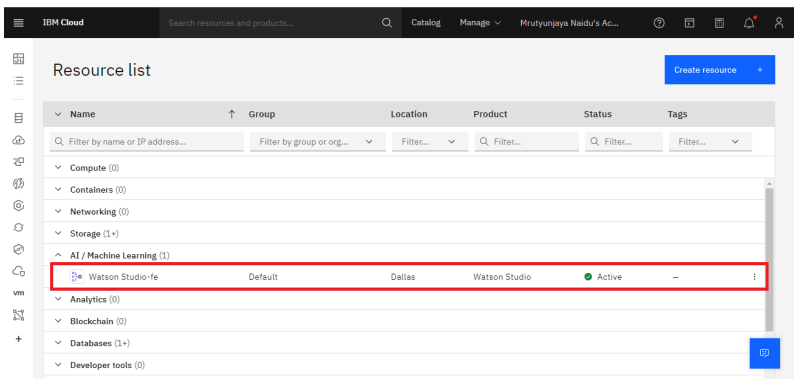 IBM Cloud Search resources and products... Catalog Manage Mrutyunjaya Naidu's Ac...
Resource list
Create resource +
Name Group Location Product Status Tags
Filter by name or IP address... Filter by group or org... Filter... Filter... Filter... Filter...
Compute (0)
Containers (0)
Networking (0)
Storage (1+)
AI / Machine Learning (1)
Watson Studio-fe Default Dallas Watson Studio Active –
Analytics (0)
vm
Blockchain (0)
Databases (1+)
Developer tools (0)